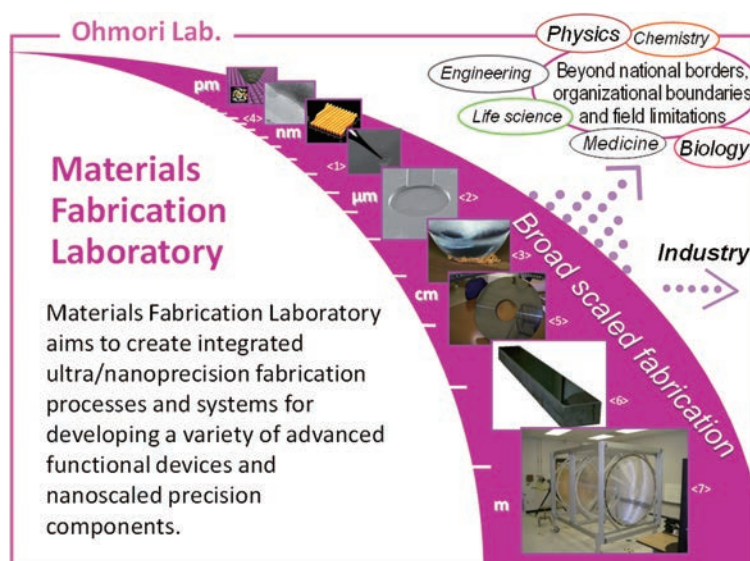 Ohmori Lab.
Physics
Chemistry
Engineering
Beyond national borders,
organizational boundaries
and field limitations
Life science
Medicine
Biology
pm
<4>
nm
<1>
μm
<2>
<3>
cm
<5>
<6>
m
<7>
Broad scaled fabrication
Industry
Materials
Fabrication
Laboratory
Materials Fabrication Laboratory
aims to create integrated
ultra/nanoprecision fabrication
processes and systems for
developing a variety of advanced
functional devices and
nanoscaled precision
components.